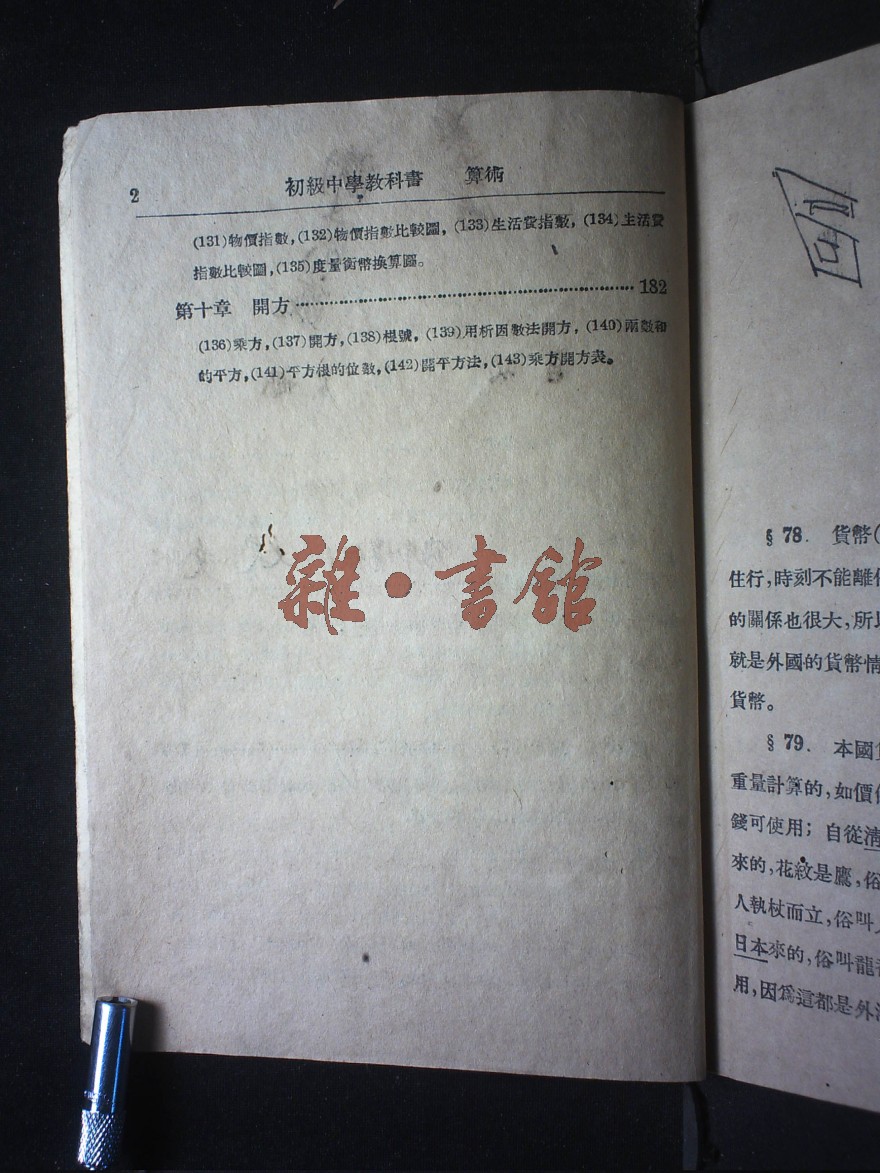 2
初級中學教科書 算術
(131)物價指數,(132)物價指數比較圖,(133)生活費指數,(134)生活費
指數比較圖,(135)度量衡幣換算圖。
第十章 開方……………………………………………………182
(136)乘方,(137)開方,(138)根號,(139)用析因數法開方,(140)兩數和
的平方,(141)平方根的位數,(142)開平方法,(143)乘方開方表。
雜·書館
§ 78. 貨幣(
住行,時刻不能離
的關係也很大,所
就是外國的貨幣情
貨幣。
§ 79. 本國
重量計算的,如價
錢可使用; 自從清
來的,花紋是鷹,俗
人執杖而立,俗叫
日本來的,俗叫龍
用,因爲這都是外